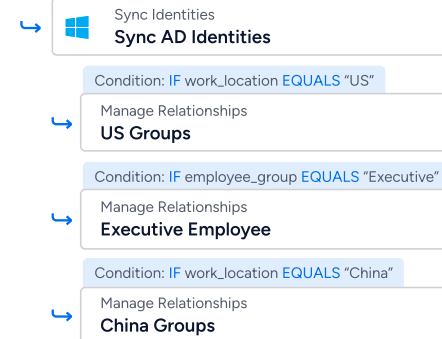 Sync Identities
Sync AD Identities
Condition: IF work_location EQUALS “US”
Manage Relationships
US Groups
Condition: IF employee_group EQUALS “Executive”
Manage Relationships
Executive Employee
Condition: IF work_location EQUALS “China”
Manage Relationships
China Groups